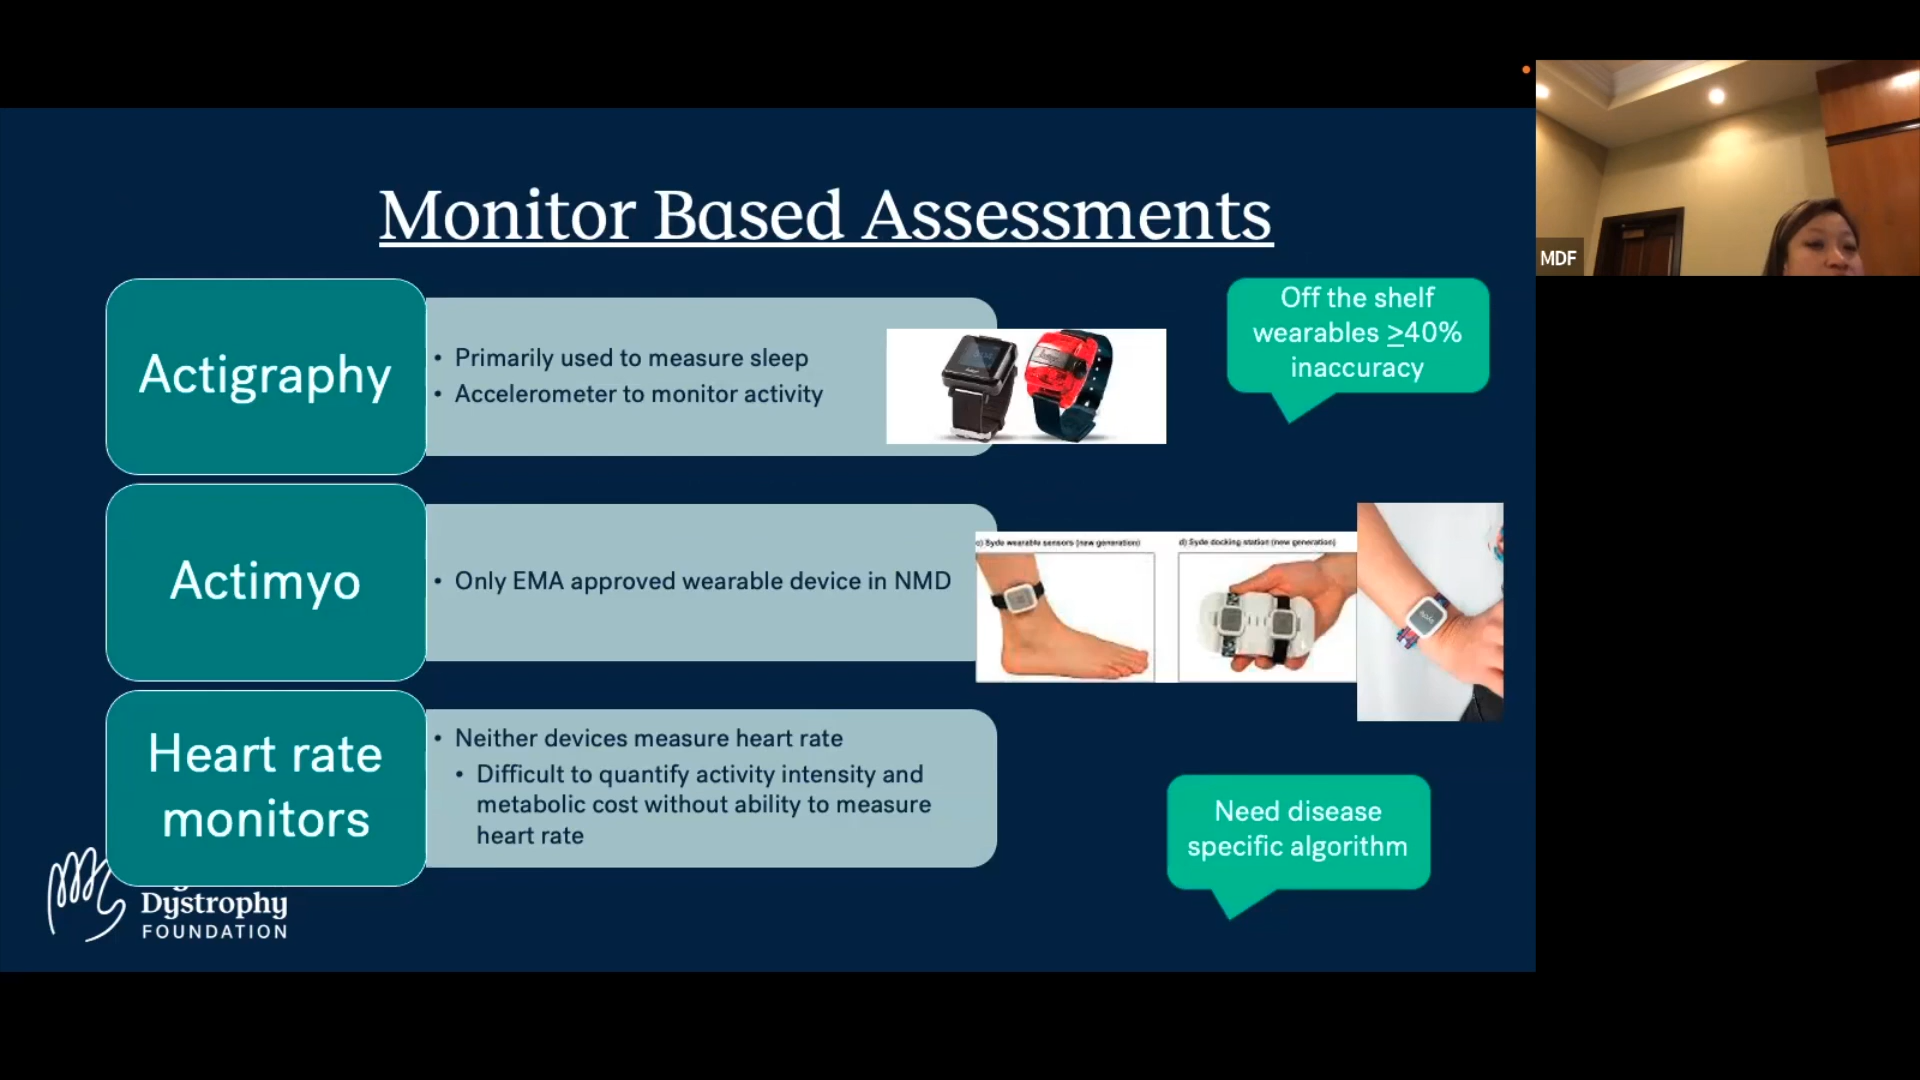 Monitor Based Assessments
Actigraphy
• Primarily used to measure sleep
• Accelerometer to monitor activity
Off the shelf
wearables ≥40%
inaccuracy
Actimyo
• Only EMA approved wearable device in NMD
c) Syde wearable sensors (new generation)
d) Syde docking station (new generation)
Heart rate
monitors
• Neither devices measure heart rate
• Difficult to quantify activity intensity and
metabolic cost without ability to measure
heart rate
Need disease
specific algorithm
Dystrophy
FOUNDATION
MDF